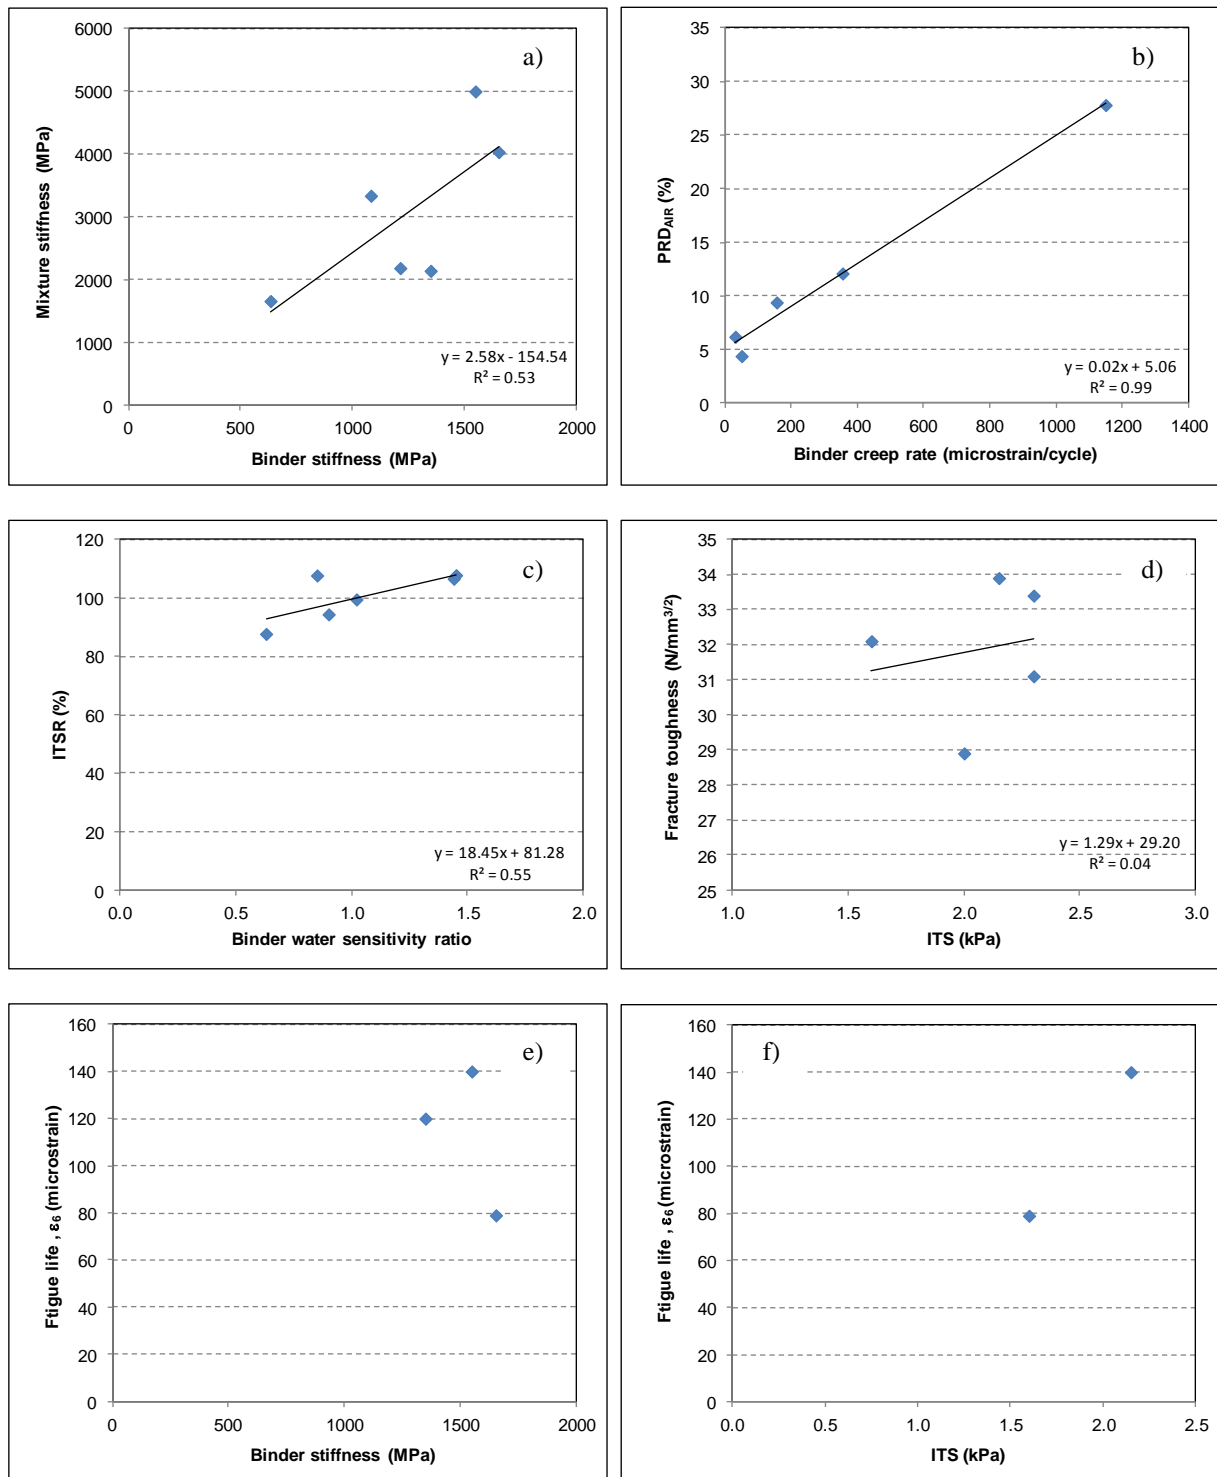 a)
6000
5000
4000
3000
2000
1000
0
Mixture stiffness (MPa)
y = 2.58x - 154.54
R² = 0.53
0 500 1000 1500 2000
Binder stiffness (MPa)
b)
35
30
25
20
15
10
5
0
PRD_AIR (%)
y = 0.02x + 5.06
R² = 0.99
0 200 400 600 800 1000 1200 1400
Binder creep rate (microstrain/cycle)
c)
120
100
80
60
40
20
0
ITSR (%)
y = 18.45x + 81.28
R² = 0.55
0.0 0.5 1.0 1.5 2.0
Binder water sensitivity ratio
d)
35
34
33
32
31
30
29
28
27
26
25
Fracture toughness (N/mm³/²)
y = 1.29x + 29.20
R² = 0.04
1.0 1.5 2.0 2.5 3.0
ITS (kPa)
e)
160
140
120
100
80
60
40
20
0
Ftigue life , ε₆ (microstrain)
0 500 1000 1500 2000
Binder stiffness (MPa)
f)
160
140
120
100
80
60
40
20
0
Ftigue life , ε₆ (microstrain)
0.0 0.5 1.0 1.5 2.0 2.5
ITS (kPa)